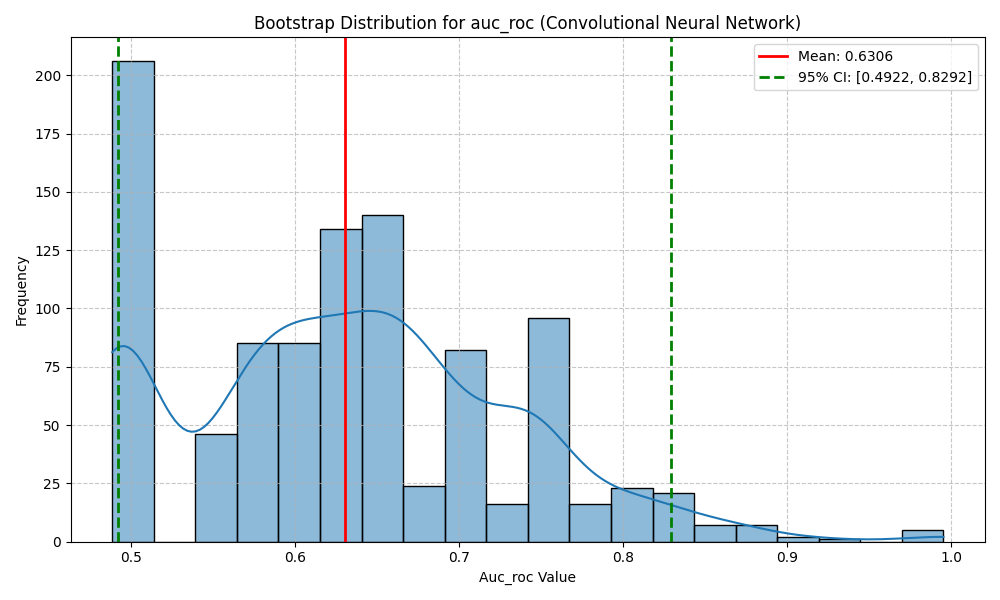 Bootstrap Distribution for auc_roc (Convolutional Neural Network)
Mean: 0.6306
95% CI: [0.4922, 0.8292]
Frequency
200
175
150
125
100
75
50
25
0
0.5 0.6 0.7 0.8 0.9 1.0
Auc_roc Value